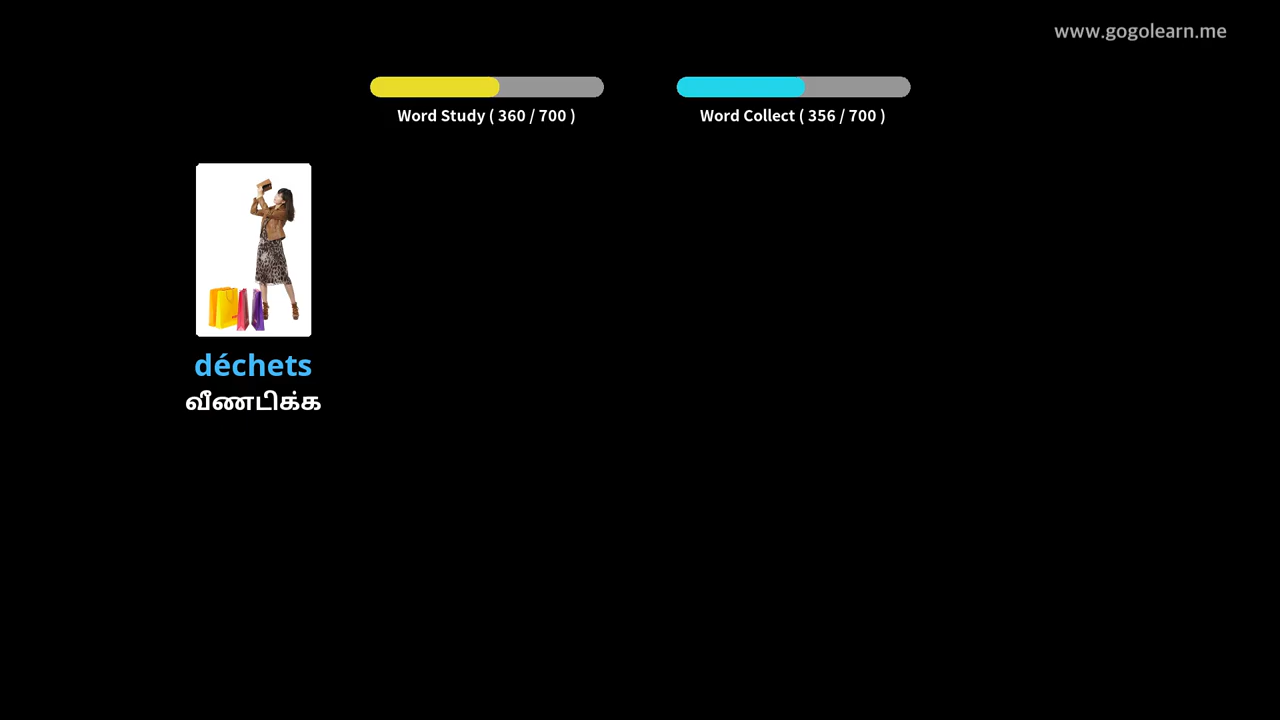 www.gogolearn.me
Word Study ( 360 / 700 )
Word Collect ( 356 / 700 )
déchets
வீணடிக்க